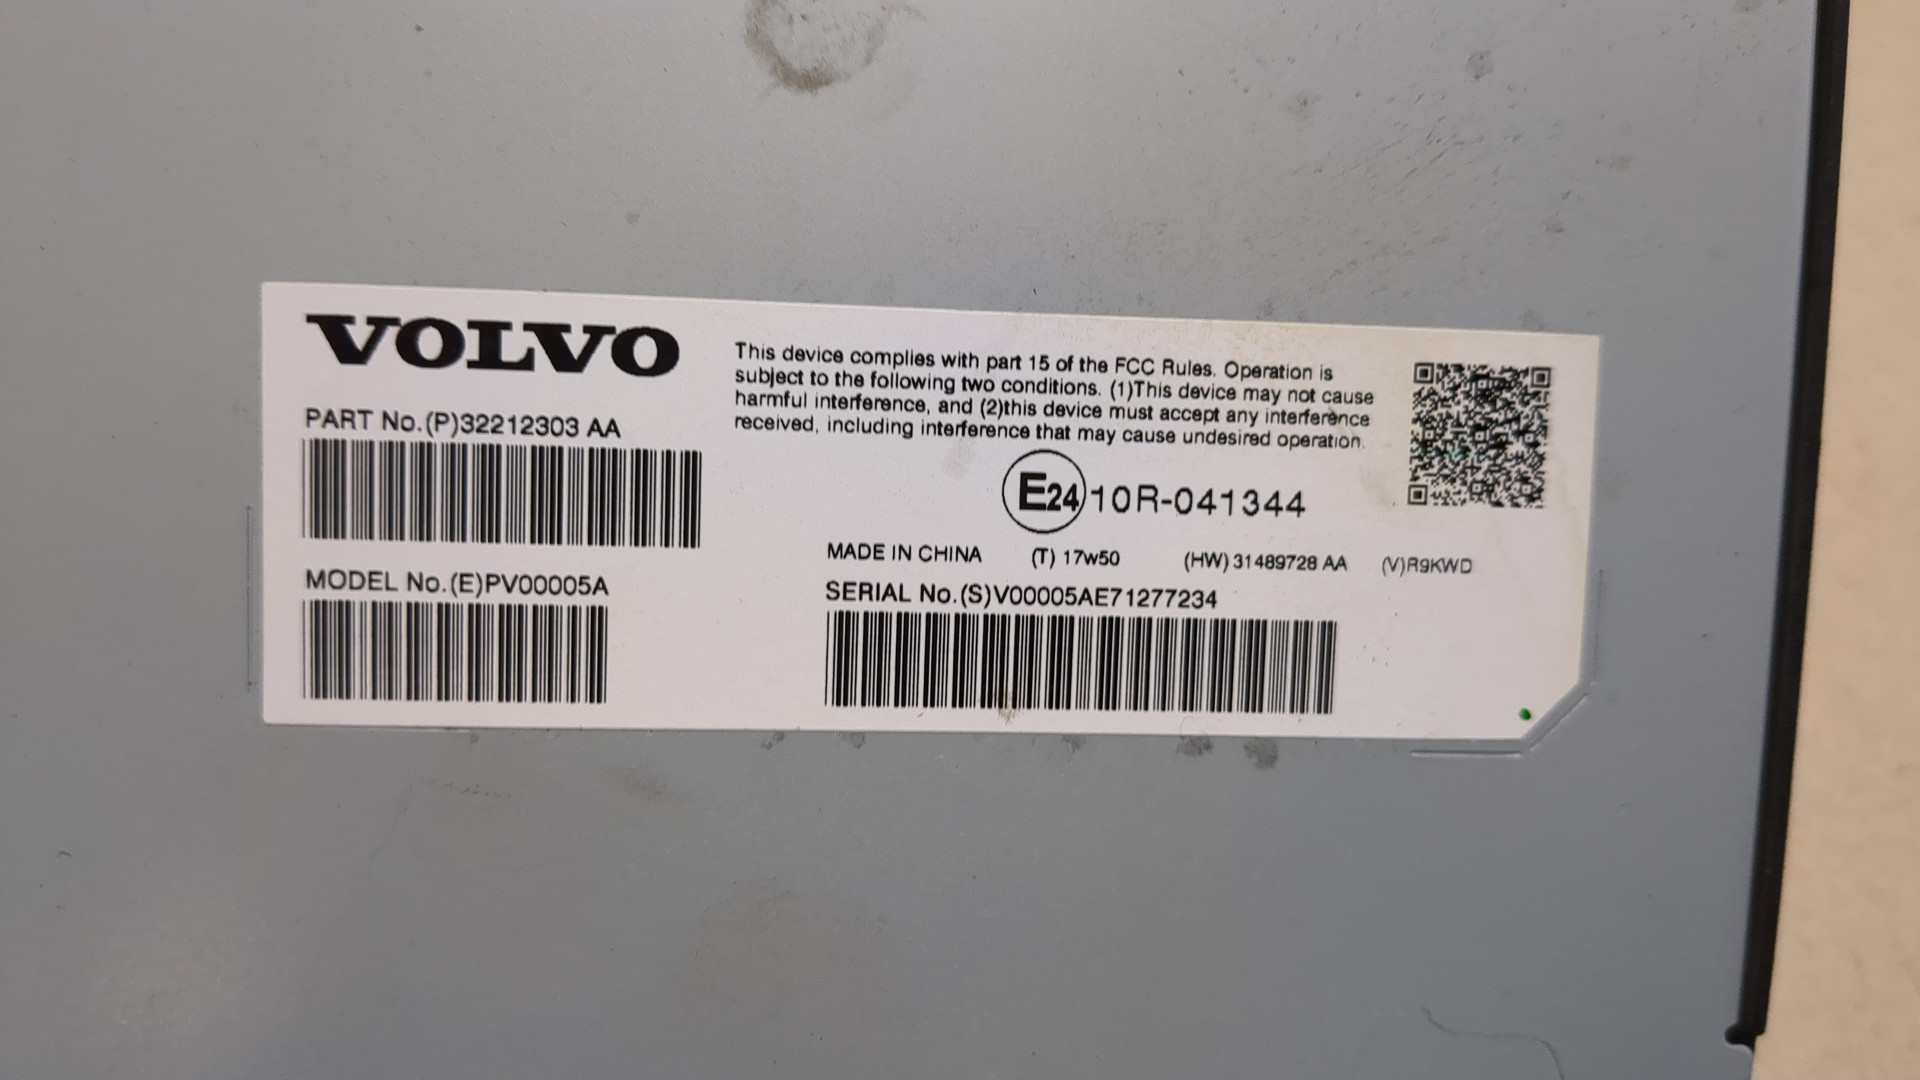 VOLVO
PART No.(P)32212303 AA
MODEL No.(E)PV00005A
This device complies with part 15 of the FCC Rules. Operation is
subject to the following two conditions. (1)This device may not cause
harmful interference, and (2)this device must accept any interference
received, including interference that may cause undesired operation.
E24 10R-041344
MADE IN CHINA (T) 17w50 (HW) 31489728 AA (V)R9KWD
SERIAL No.(S)V00005AE71277234